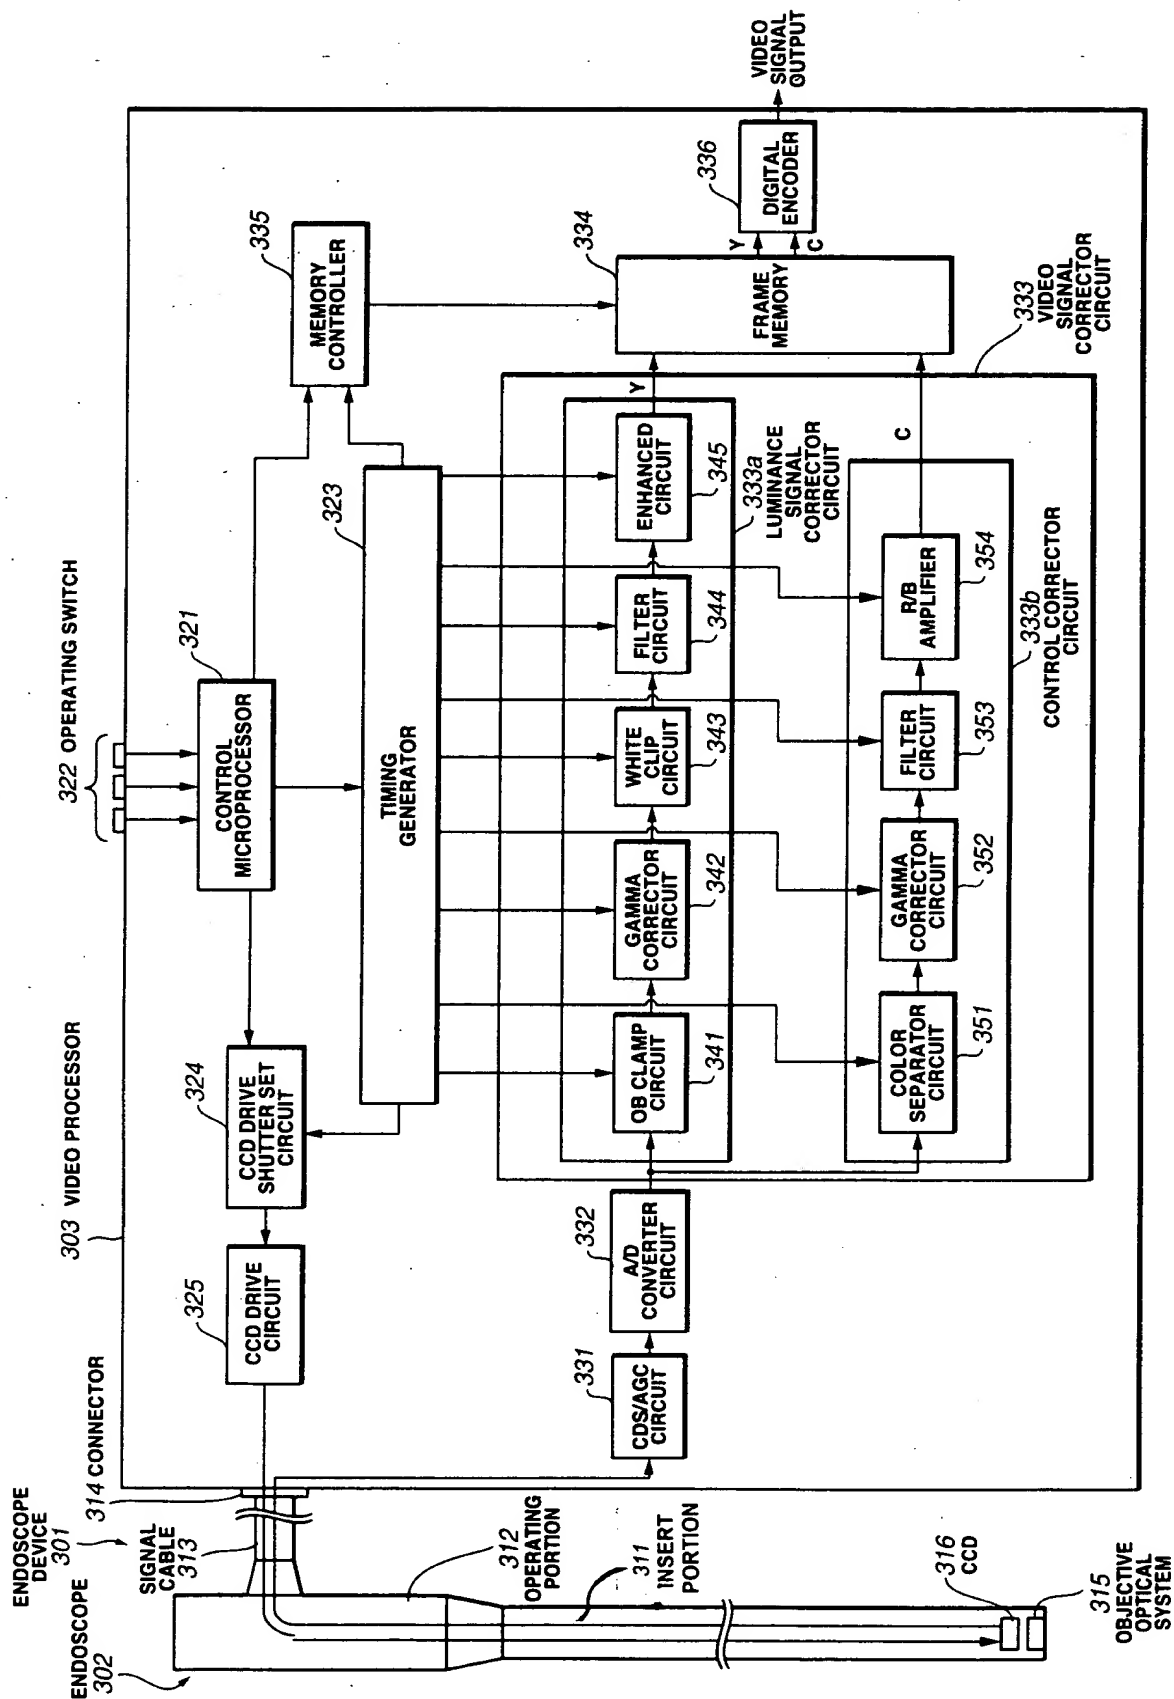 ENDOSCOPE
DEVICE
301
ENDOSCOPE
302
SIGNAL
CABLE
313
314 CONNECTOR
312
OPERATING
PORTION
311
INSERT
PORTION
316
CCD
315
OBJECTIVE
OPTICAL
SYSTEM
303 VIDEO PROCESSOR
322 OPERATING SWITCH
321
CONTROL
MICROPROCESSOR
325
CCD DRIVE
CIRCUIT
324
CCD DRIVE
SHUTTER SET
CIRCUIT
323
TIMING
GENERATOR
335
MEMORY
CONTROLLER
331
CDS/AGC
CIRCUIT
332
A/D
CONVERTER
CIRCUIT
OB CLAMP
CIRCUIT
341
GAMMA
CORRECTOR
CIRCUIT
342
WHITE
CLIP
CIRCUIT
343
FILTER
CIRCUIT
344
ENHANCED
CIRCUIT
345
333a
LUMINANCE
SIGNAL
CORRECTOR
CIRCUIT
COLOR
SEPARATOR
CIRCUIT
351
GAMMA
CORRECTOR
CIRCUIT
352
FILTER
CIRCUIT
353
R/B
AMPLIFIER
354
333b
CONTROL CORRECTOR
CIRCUIT
Y
C
333
VIDEO
SIGNAL
CORRECTOR
CIRCUIT
334
FRAME
MEMORY
Y
C
336
DIGITAL
ENCODER
VIDEO
SIGNAL
OUTPUT